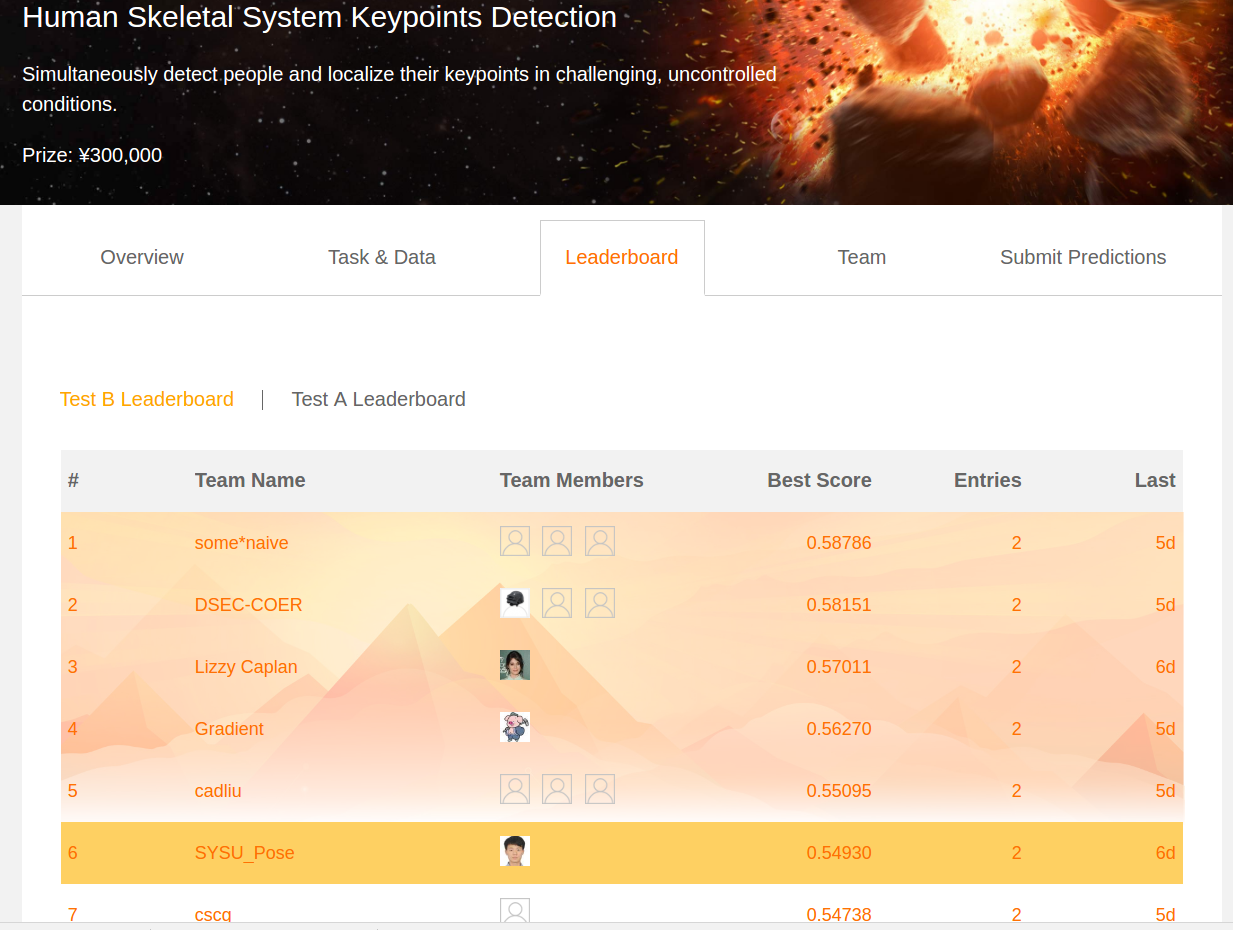 Human Skeletal System Keypoints Detection
Simultaneously detect people and localize their keypoints in challenging, uncontrolled
conditions.
Prize: ¥300,000
Overview Task & Data Leaderboard Team Submit Predictions
Test B Leaderboard | Test A Leaderboard
# Team Name Team Members Best Score Entries Last
1 some*naive 0.58786 2 5d
2 DSEC-COER 0.58151 2 5d
3 Lizzy Caplan 0.57011 2 6d
4 Gradient 0.56270 2 5d
5 cadliu 0.55095 2 5d
6 SYSU_Pose 0.54930 2 6d
7 0.54738 2 5d